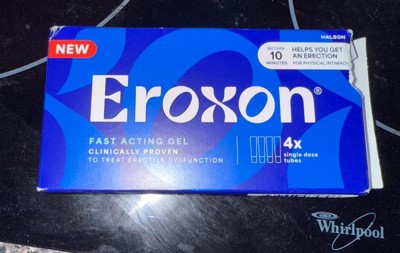 HALEON
NEW
WITHIN
10
MINUTES
HELPS YOU GET
AN ERECTION
FOR PHYSICAL INTIMACY
Eroxon®
FAST ACTING GEL
CLINICALLY PROVEN
TO TREAT ERECTILE DYSFUNCTION
4x
single dose
tubes
Whirlpool